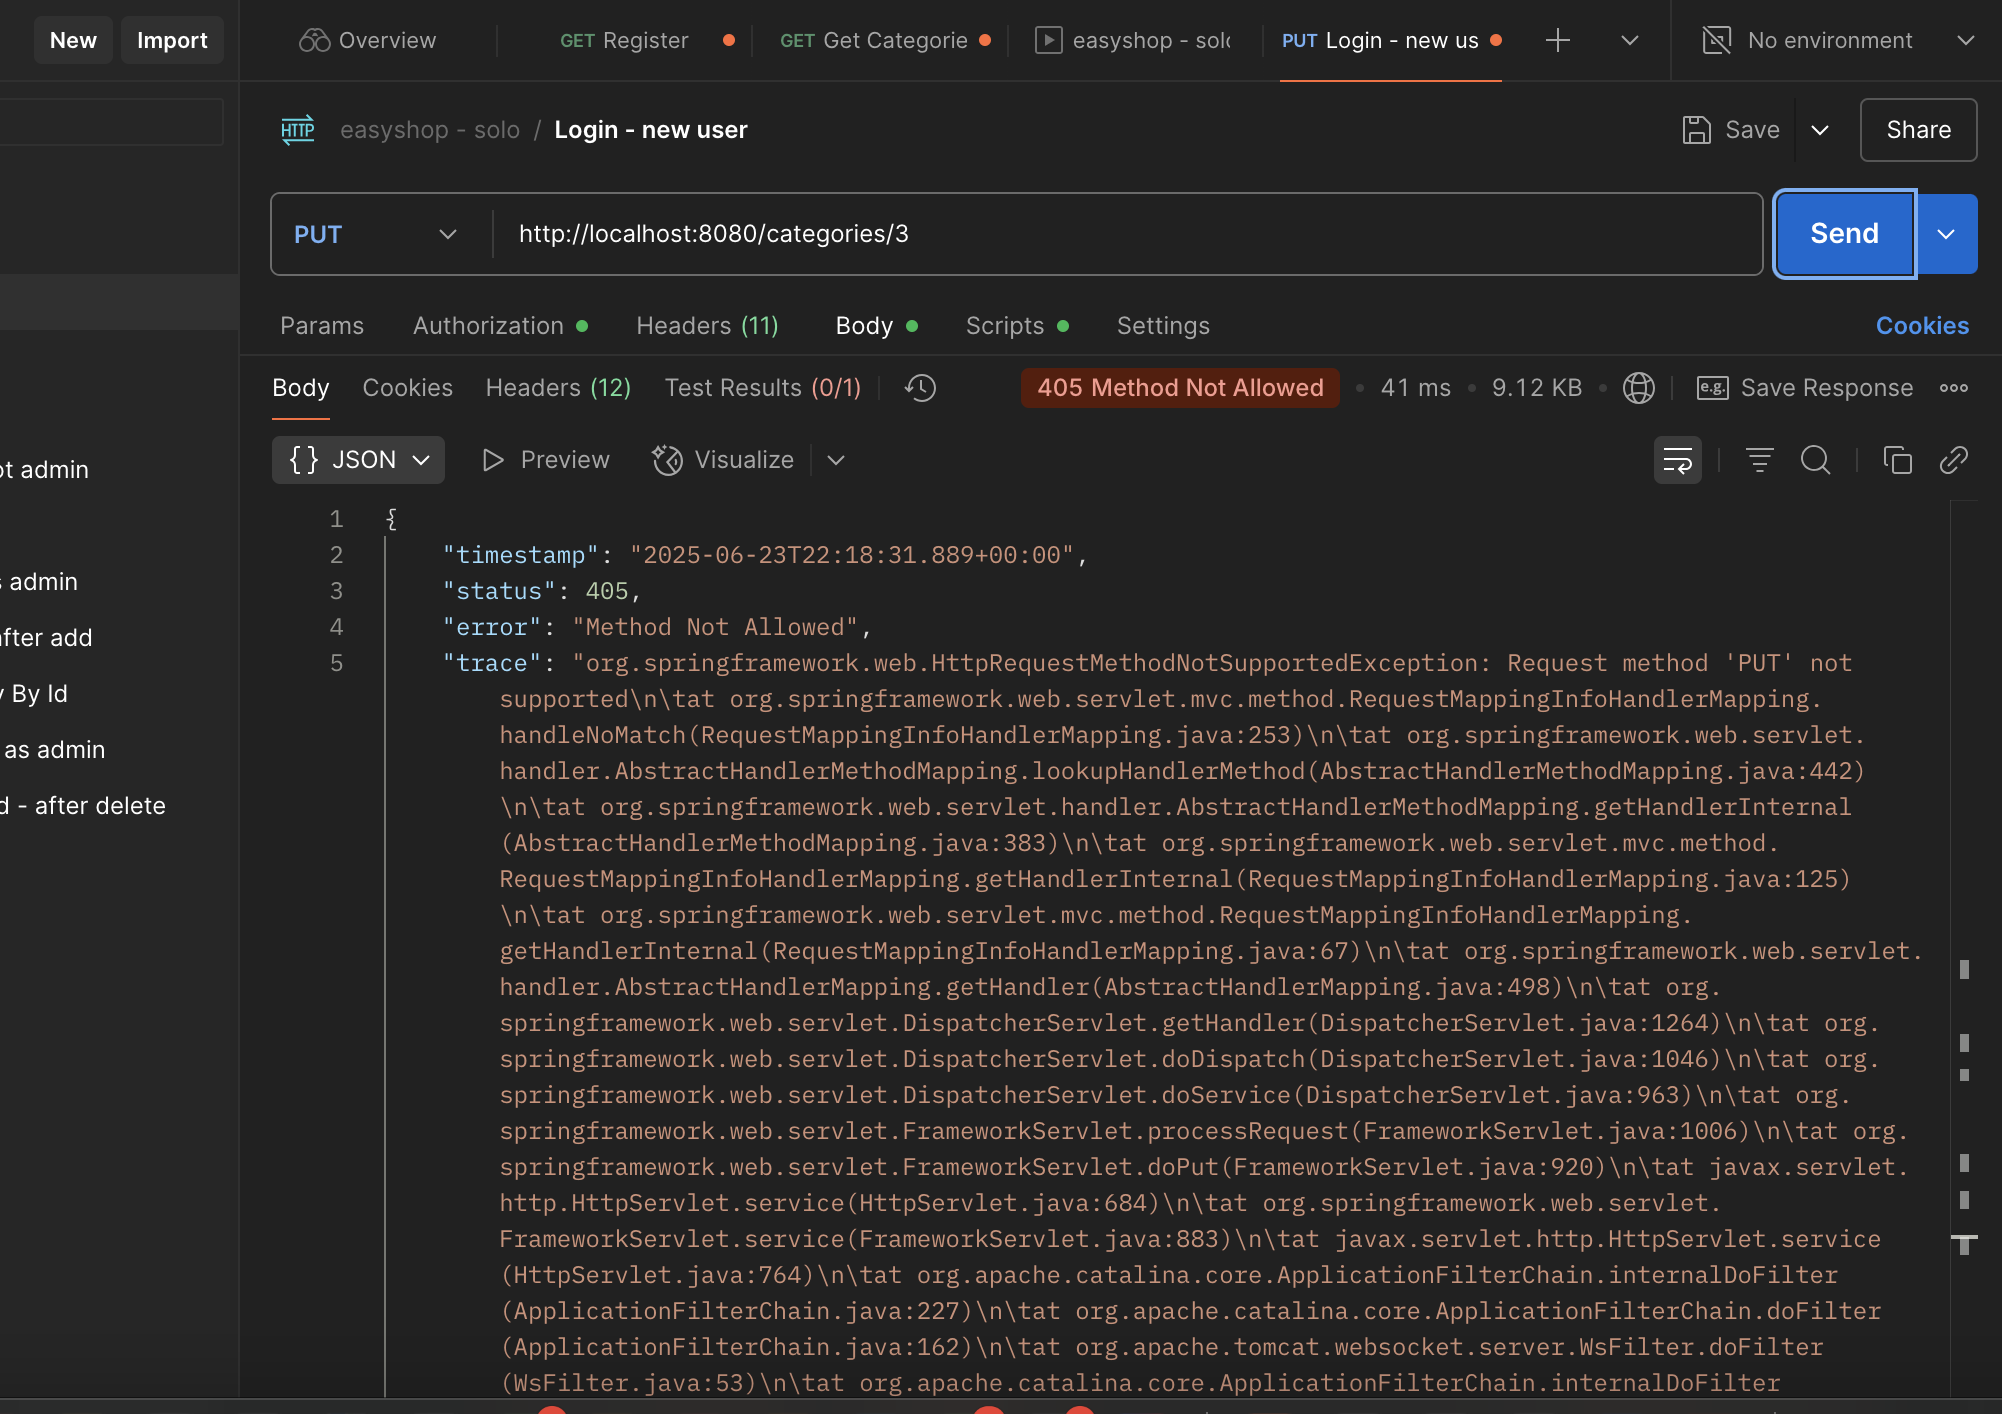 New
Import
Overview
GET Register
GET Get Categorie
easyshop - solo
PUT Login - new us
No environment
HTTP
easyshop - solo / Login - new user
Save
Share
PUT
http://localhost:8080/categories/3
Send
Params
Authorization
Headers (11)
Body
Scripts
Settings
Cookies
Body
Cookies
Headers (12)
Test Results (0/1)
405 Method Not Allowed
41 ms
9.12 KB
e.g.
Save Response
{} JSON
Preview
Visualize
ot admin
s admin
after add
y By Id
as admin
d - after delete
1 {
2 "timestamp": "2025-06-23T22:18:31.889+00:00",
3 "status": 405,
4 "error": "Method Not Allowed",
5 "trace": "org.springframework.web.HttpRequestMethodNotSupportedException: Request method 'PUT' not
supported\n\tat org.springframework.web.servlet.mvc.method.RequestMappingInfoHandlerMapping.
handleNoMatch(RequestMappingInfoHandlerMapping.java:253)\n\tat org.springframework.web.servlet.
handler.AbstractHandlerMethodMapping.lookupHandlerMethod(AbstractHandlerMethodMapping.java:442)
\n\tat org.springframework.web.servlet.handler.AbstractHandlerMethodMapping.getHandlerInternal
(AbstractHandlerMethodMapping.java:383)\n\tat org.springframework.web.servlet.mvc.method.
RequestMappingInfoHandlerMapping.getHandlerInternal(RequestMappingInfoHandlerMapping.java:125)
\n\tat org.springframework.web.servlet.mvc.method.RequestMappingInfoHandlerMapping.
getHandlerInternal(RequestMappingInfoHandlerMapping.java:67)\n\tat org.springframework.web.servlet.
handler.AbstractHandlerMapping.getHandler(AbstractHandlerMapping.java:498)\n\tat org.
springframework.web.servlet.DispatcherServlet.getHandler(DispatcherServlet.java:1264)\n\tat org.
springframework.web.servlet.DispatcherServlet.doDispatch(DispatcherServlet.java:1046)\n\tat org.
springframework.web.servlet.DispatcherServlet.doService(DispatcherServlet.java:963)\n\tat org.
springframework.web.servlet.FrameworkServlet.processRequest(FrameworkServlet.java:1006)\n\tat org.
springframework.web.servlet.FrameworkServlet.doPut(FrameworkServlet.java:920)\n\tat javax.servlet.
http.HttpServlet.service(HttpServlet.java:684)\n\tat org.springframework.web.servlet.
FrameworkServlet.service(FrameworkServlet.java:883)\n\tat javax.servlet.http.HttpServlet.service
(HttpServlet.java:764)\n\tat org.apache.catalina.core.ApplicationFilterChain.internalDoFilter
(ApplicationFilterChain.java:227)\n\tat org.apache.catalina.core.ApplicationFilterChain.doFilter
(ApplicationFilterChain.java:162)\n\tat org.apache.tomcat.websocket.server.WsFilter.doFilter
(WsFilter.java:53)\n\tat org.apache.catalina.core.ApplicationFilterChain.internalDoFilter